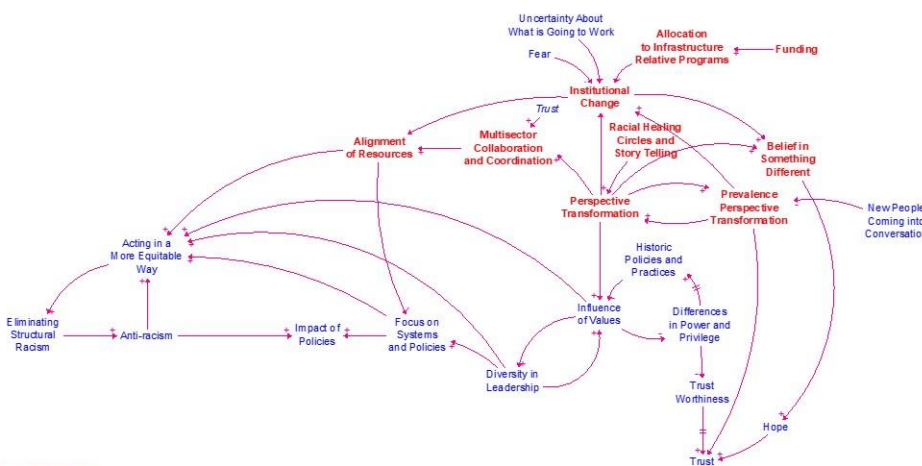 Uncertainty About
What is Going to Work
Allocation
to Infrastructure
Relative Programs
Funding
Fear
Institutional
Change
Trust
Racial Healing
Circles and
Story Telling
Alignment
of Resources
Multisector
Collaboration
and Coordination
Belief in
Something
Different
Perspective
Transformation
Prevalence
Perspective
Transformation
New People
Coming into
Conversation
Acting in a
More Equitable
Way
Historic
Policies and
Practices
Eliminating
Structural
Racism
Anti-racism
Impact of
Policies
Focus on
Systems
and Policies
Influence
of Values
Differences
in Power and
Privilege
Diversity in
Leadership
Trust
Worthiness
Hope
Trust